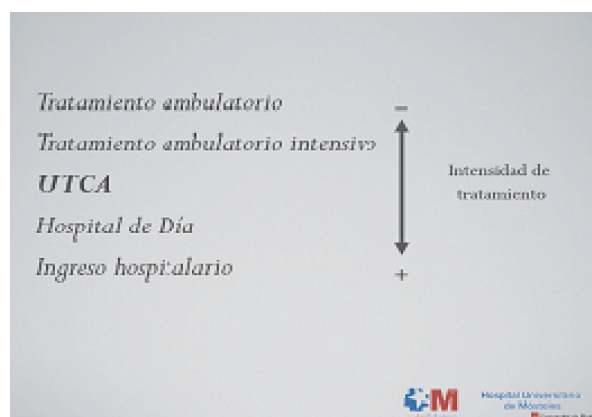 Tratamiento ambulatorio
–
Tratamiento ambulatorio intensivo
UTCA
Intensidad de
tratamiento
Hospital de Día
Ingreso hospitalario
+
M
Hospital Universitario
de Móstoles